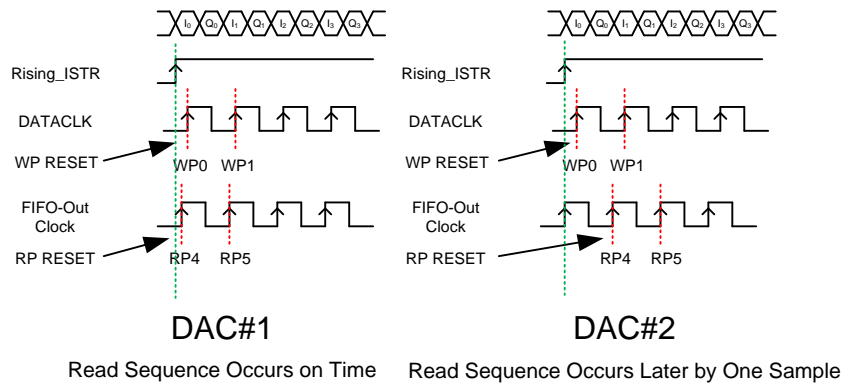 I₀ Q₀ I₁ Q₁ I₂ Q₂ I₃ Q₃
Rising_ISTR
DATACLK
WP RESET
WP0 WP1
FIFO-Out
Clock
RP RESET
RP4 RP5
DAC#1
Read Sequence Occurs on Time
I₀ Q₀ I₁ Q₁ I₂ Q₂ I₃ Q₃
Rising_ISTR
DATACLK
WP RESET
WP0 WP1
FIFO-Out
Clock
RP RESET
RP4 RP5
DAC#2
Read Sequence Occurs Later by One Sample